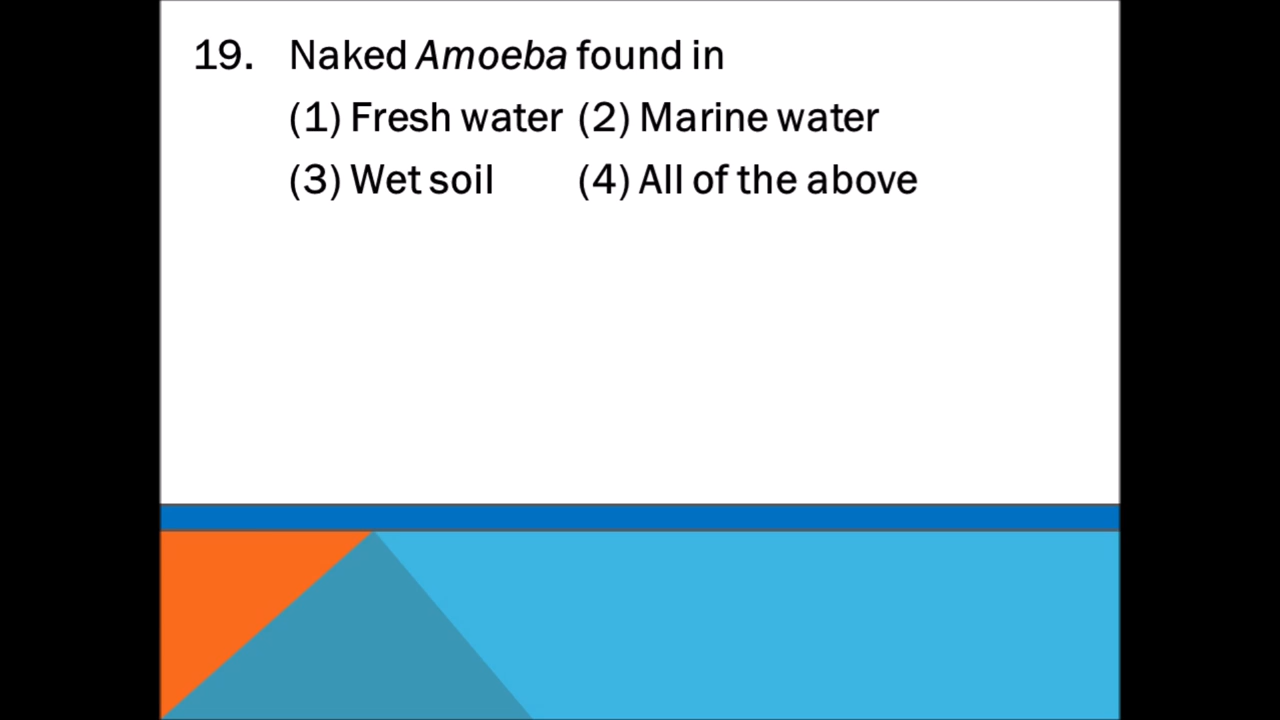 19. Naked Amoeba found in
(1) Fresh water (2) Marine water
(3) Wet soil (4) All of the above